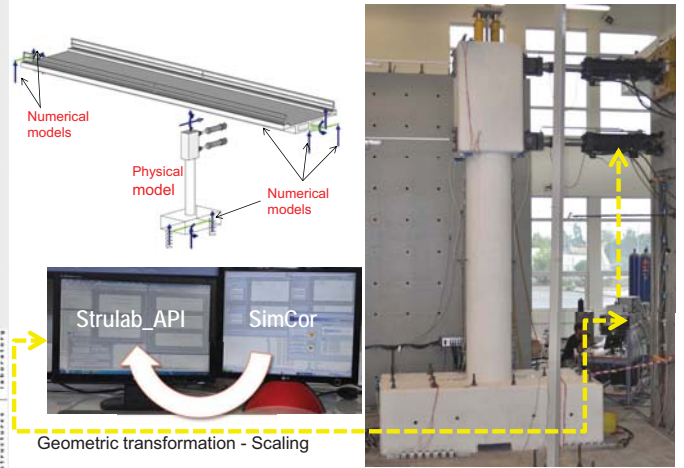 Numerical
models
Physical
model
Numerical
models
Strulab_API
SimCor
Geometric transformation - Scaling